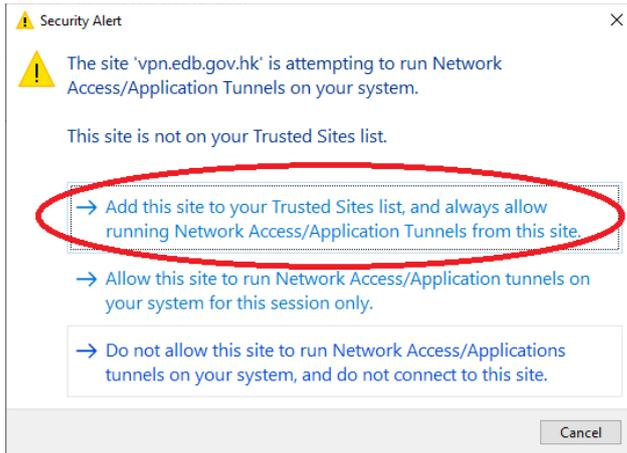 Security Alert
The site 'vpn.edb.gov.hk' is attempting to run Network
Access/Application Tunnels on your system.
This site is not on your Trusted Sites list.
Add this site to your Trusted Sites list, and always allow
running Network Access/Application Tunnels from this site.
Allow this site to run Network Access/Application tunnels on
your system for this session only.
Do not allow this site to run Network Access/Applications
tunnels on your system, and do not connect to this site.
Cancel